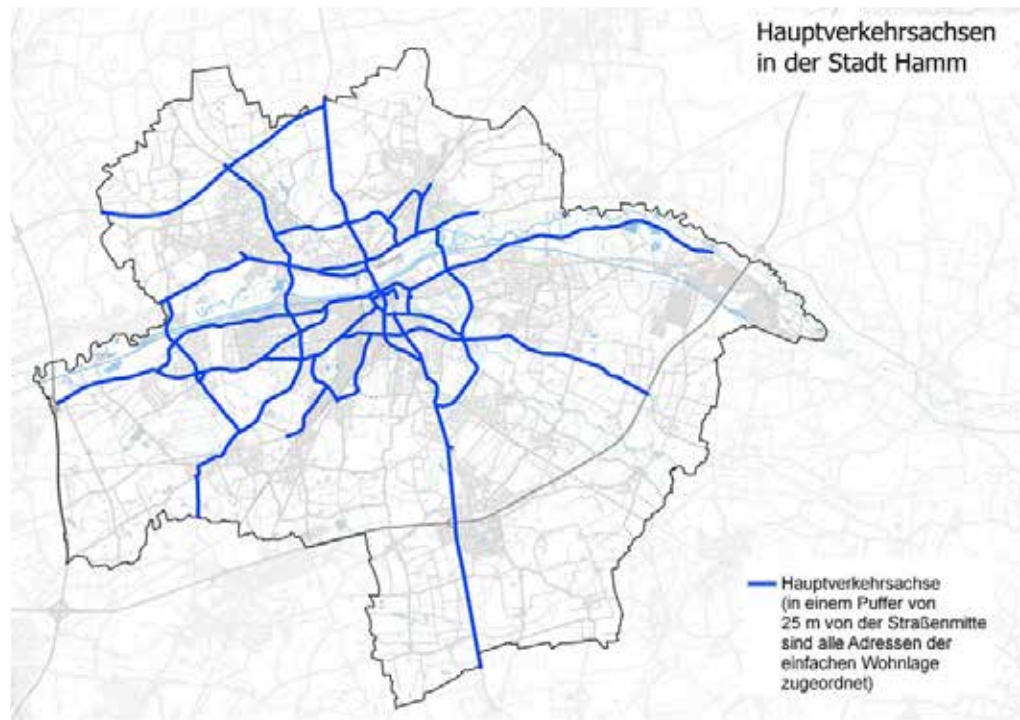 Hauptverkehrsachsen
in der Stadt Hamm
Hauptverkehrsachse
(in einem Puffer von
25 m von der Straßenmitte
sind alle Adressen der
einfachen Wohnlage
zugeordnet)